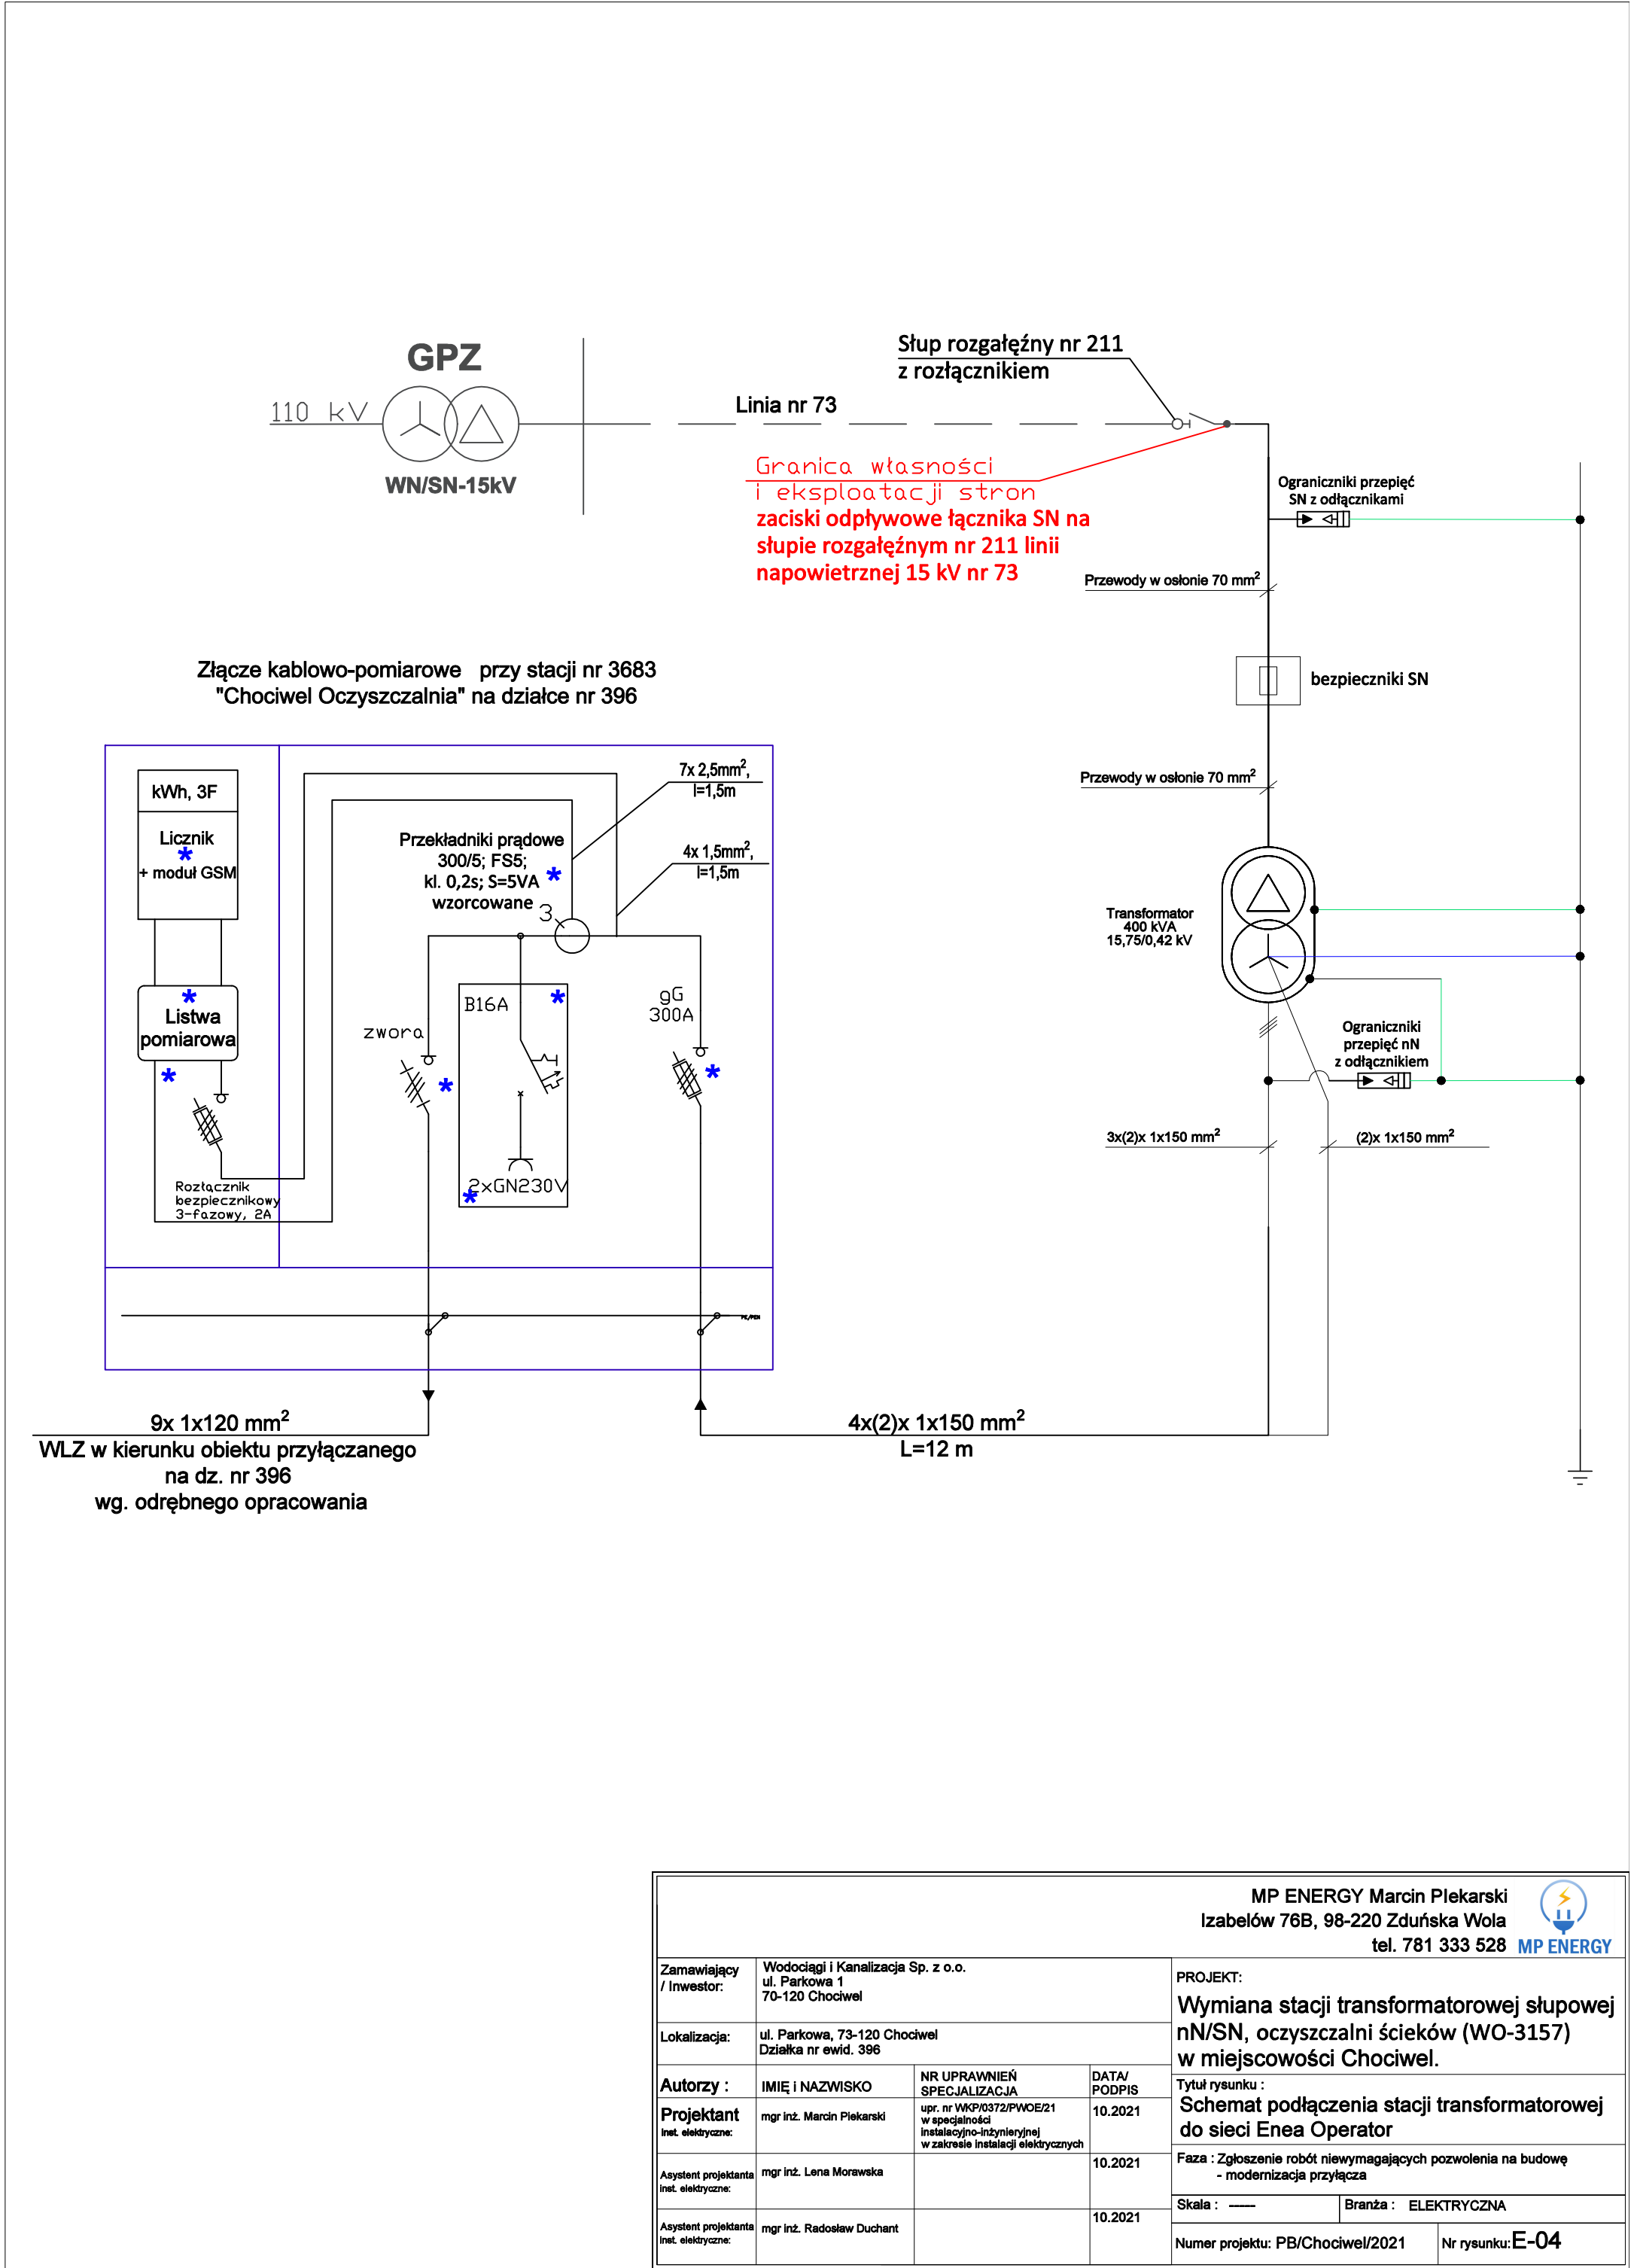 GPZ
110 kV
WN/SN-15kV
Linia nr 73
Słup rozgałęźny nr 211
z rozłącznikiem
Granica własności
i eksploatacji stron
zaciski odpływowe łącznika SN na
słupie rozgałęźnym nr 211 linii
napowietrznej 15 kV nr 73
Ograniczniki przepięć
SN z odłącznikami
Przewody w osłonie 70 mm²
bezpieczniki SN
Przewody w osłonie 70 mm²
Transformator
400 kVA
15,75/0,42 kV
Ograniczniki
przepięć nN
z odłącznikiem
3x(2)x 1x150 mm²
(2)x 1x150 mm²
Złącze kablowo-pomiarowe przy stacji nr 3683
"Chociwel Oczyszczalnia" na działce nr 396
kWh, 3F
Licznik
*
+ moduł GSM
7x 2,5mm²,
l=1,5m
4x 1,5mm²,
l=1,5m
Przekładniki prądowe
300/5; FS5;
kl. 0,2s; S=5VA *
wzorcowane
3
*
Listwa
pomiarowa
*
zwora
*
B16A
*
gG
300A
*
2xGN230V
*
Rozłącznik
bezpiecznikowy
3-fazowy, 2A
PE/PEN
9x 1x120 mm²
WLZ w kierunku obiektu przyłączanego
na dz. nr 396
wg. odrębnego opracowania
4x(2)x 1x150 mm²
L=12 m
MP ENERGY Marcin Piekarski
Izabelów 76B, 98-220 Zduńska Wola
tel. 781 333 528
MP ENERGY
Zamawiający
/ Inwestor:
Wodociągi i Kanalizacja Sp. z o.o.
ul. Parkowa 1
70-120 Chociwel
Lokalizacja:
ul. Parkowa, 73-120 Chociwel
Działka nr ewid. 396
PROJEKT:
Wymiana stacji transformatorowej słupowej
nN/SN, oczyszczalni ścieków (WO-3157)
w miejscowości Chociwel.
Autorzy :
IMIĘ i NAZWISKO
NR UPRAWNIEŃ
SPECJALIZACJA
DATA/
PODPIS
Projektant
inst. elektryczne:
mgr inż. Marcin Piekarski
upr. nr WKP/0372/PWOE/21
w specjalności
instalacyjno-inżynieryjnej
w zakresie instalacji elektrycznych
10.2021
Asystent projektanta
inst. elektryczne:
mgr inż. Lena Morawska
10.2021
Asystent projektanta
inst. elektryczne:
mgr inż. Radosław Duchant
10.2021
Tytuł rysunku :
Schemat podłączenia stacji transformatorowej
do sieci Enea Operator
Faza : Zgłoszenie robót niewymagających pozwolenia na budowę
- modernizacja przyłącza
Skala : -----
Branża : ELEKTRYCZNA
Numer projektu: PB/Chociwel/2021
Nr rysunku: E-04